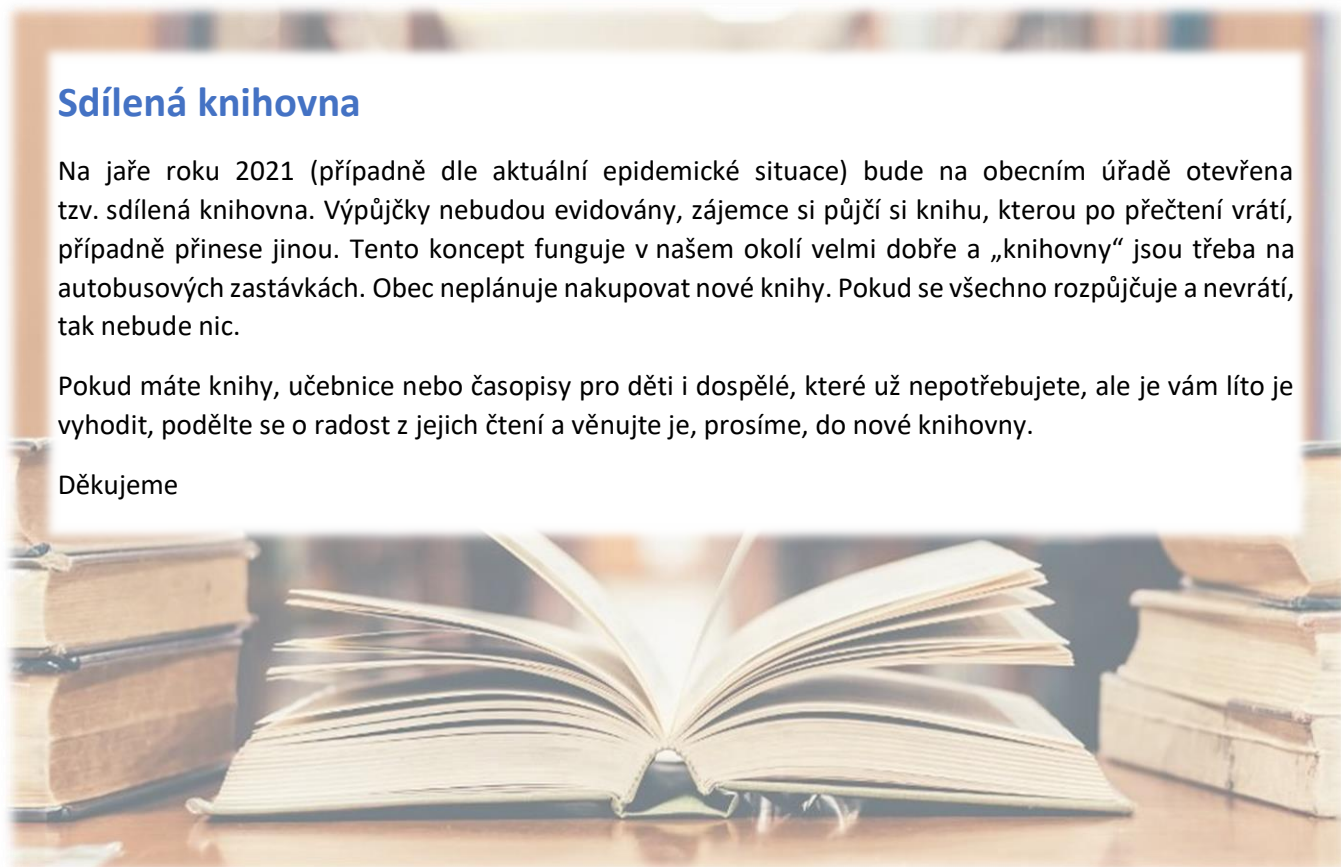 Sdílená knihovna
Na jaře roku 2021 (případně dle aktuální epidemické situace) bude na obecním úřadě otevřena
tzv. sdílená knihovna. Výpůjčky nebudou evidovány, zájemce si půjčí si knihu, kterou po přečtení vrátí,
případně přinese jinou. Tento koncept funguje v našem okolí velmi dobře a „knihovny“ jsou třeba na
autobusových zastávkách. Obec neplánuje nakupovat nové knihy. Pokud se všechno rozpůjčuje a nevrátí,
tak nebude nic.
Pokud máte knihy, učebnice nebo časopisy pro děti i dospělé, které už nepotřebujete, ale je vám líto je
vyhodit, podělte se o radost z jejich čtení a věnujte je, prosíme, do nové knihovny.
Děkujeme